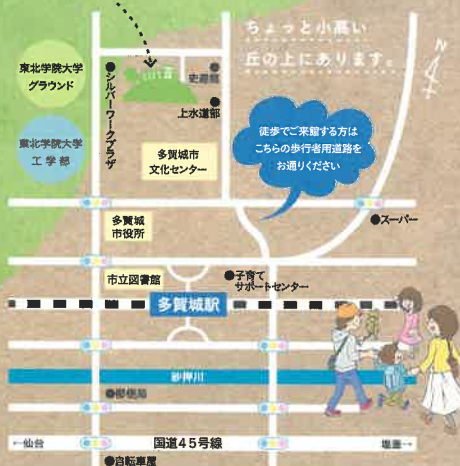 ちょっと小高い
丘の上にあります。
N
東北学院大学
グラウンド
東北学院大学
工学部
●シルバーワークプラザ
史遊館
●上水道部
多賀城市
文化センター
徒歩でご来館する方は
こちらの歩行者用道路を
お通りください
多賀城
市役所
●スーパー
市立図書館
●子育て
サポートセンター
多賀城駅
砂押川
●郵便局
←仙台
国道45号線
塩釜→
●自転車屋